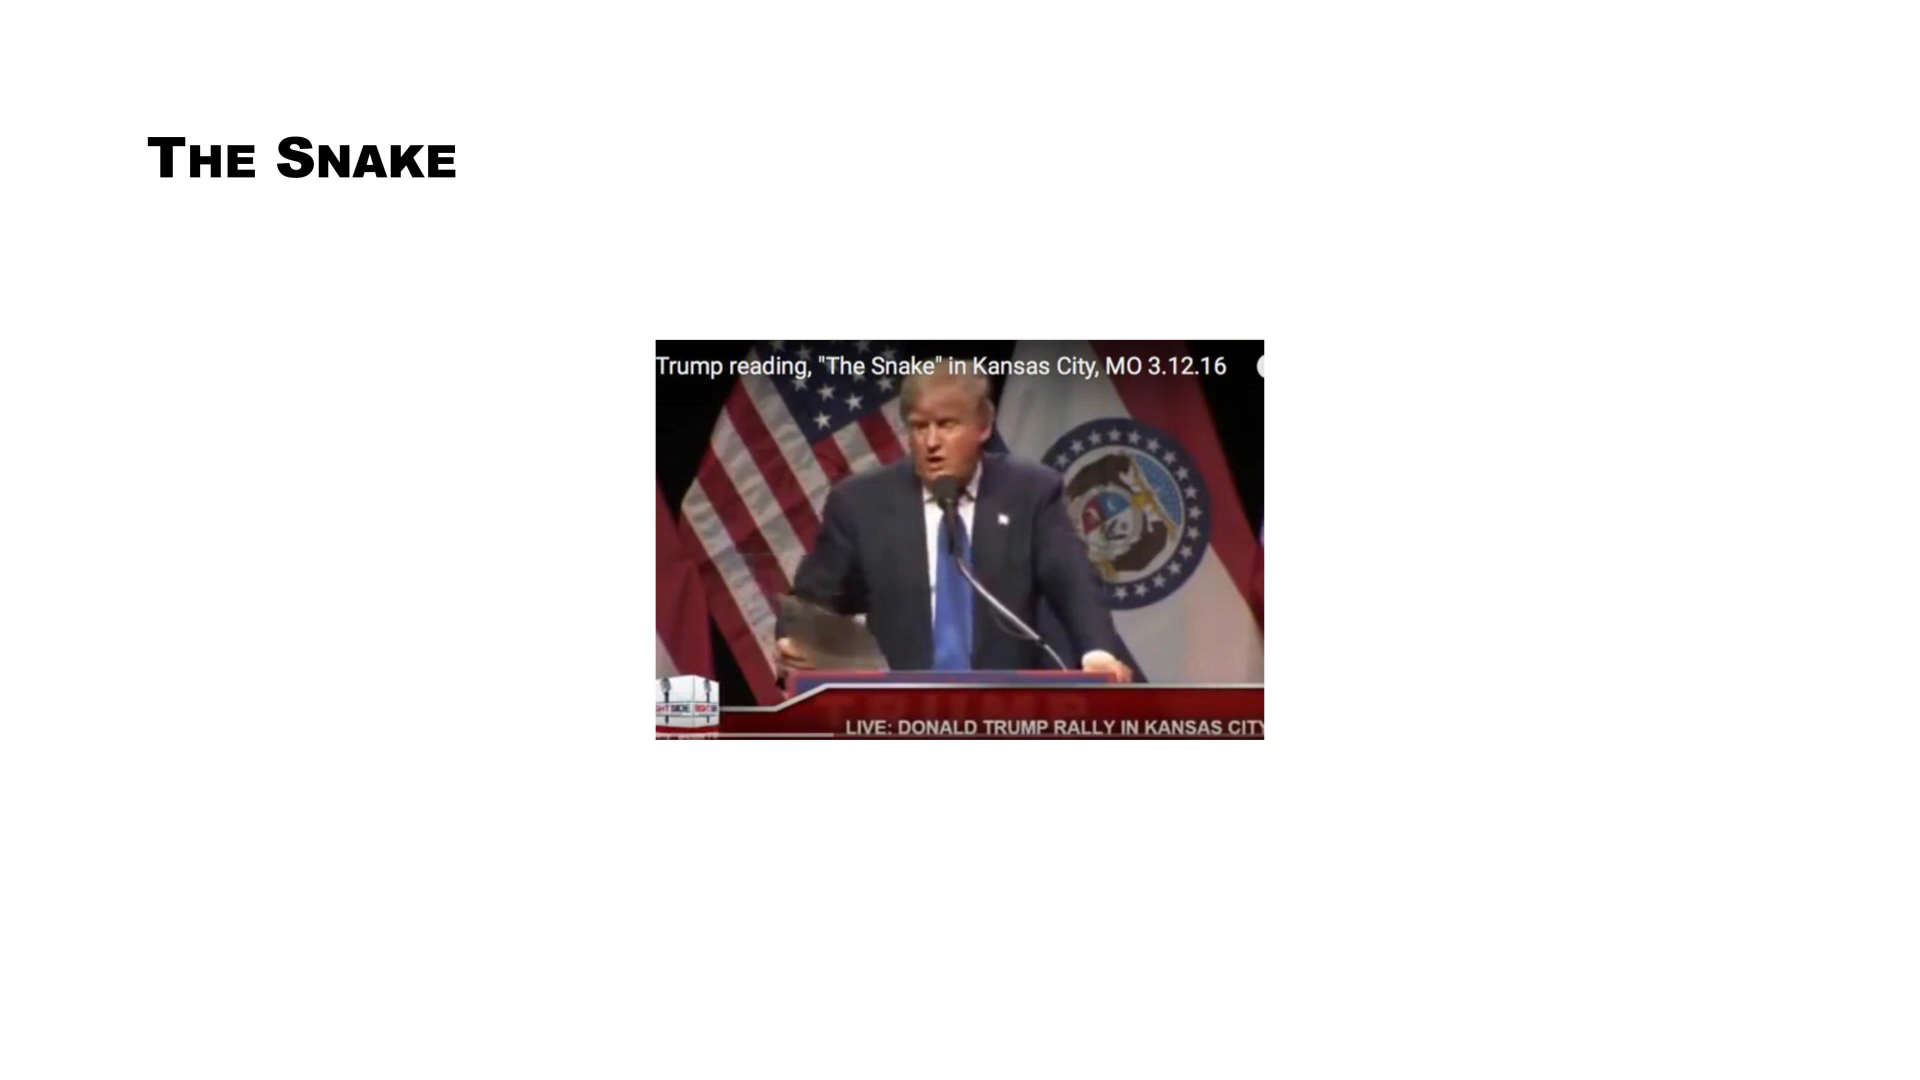 THE SNAKE
Trump reading, "The Snake" in Kansas City, MO 3.12.16
TRUMP
LIVE: DONALD TRUMP RALLY IN KANSAS CITY